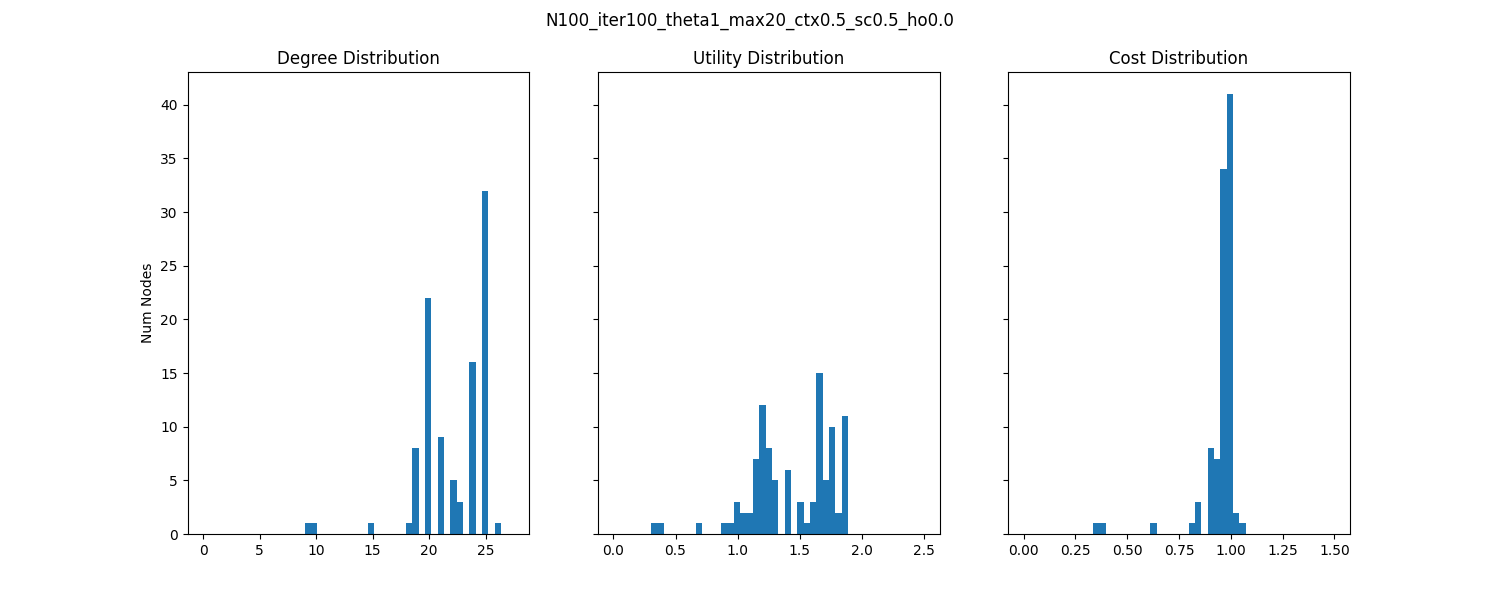 N100_iter100_theta1_max20_ctx0.5_sc0.5_ho0.0
Degree Distribution
Utility Distribution
Cost Distribution
Num Nodes
40
35
30
25
20
15
10
5
0
0 5 10 15 20 25
0.0 0.5 1.0 1.5 2.0 2.5
0.00 0.25 0.50 0.75 1.00 1.25 1.50